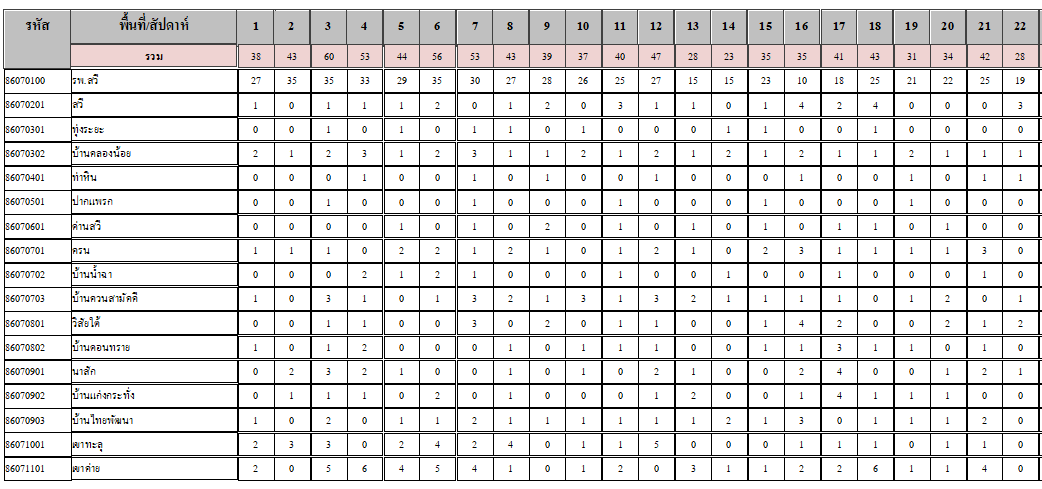 รหัส พื้นที่/สัปดาห์ 1 2 3 4 5 6 7 8 9 10 11 12 13 14 15 16 17 18 19 20 21 22
รวม 38 43 60 53 44 56 53 43 39 37 40 47 28 23 35 35 41 43 31 34 42 28
86070100 รพ.สวี 27 35 35 33 29 35 30 27 28 26 25 27 15 15 23 10 18 25 21 22 25 19
86070201 สวี 1 0 1 1 1 2 0 1 2 0 3 1 1 0 1 4 2 4 0 0 0 3
86070301 ทุ่งระยะ 0 0 1 0 1 0 1 1 0 1 0 0 0 1 1 0 0 1 0 0 0 0
86070302 บ้านคลองน้อย 2 1 2 3 1 2 3 1 1 2 1 2 1 2 1 2 1 1 2 1 1 1
86070401 ท่าหิน 0 0 0 1 0 0 1 0 1 0 0 1 0 0 0 1 0 0 1 0 1 1
86070501 ปากแพรก 0 0 1 0 0 0 1 0 0 0 1 0 0 0 1 0 0 0 1 0 0 0
86070601 ด่านสวี 0 0 0 0 1 0 1 0 2 0 1 0 1 0 1 0 1 1 0 1 0 0
86070701 ครน 1 1 1 0 2 2 1 2 1 0 1 2 1 0 2 3 1 1 1 1 3 0
86070702 บ้านน้ำฉา 0 0 0 2 1 2 1 0 0 0 1 0 0 1 0 0 1 0 0 0 1 0
86070703 บ้านควนสามัคคี 1 0 3 1 0 1 3 2 1 3 1 3 2 1 1 1 1 0 1 2 0 1
86070801 วิสัยใต้ 0 0 1 1 0 0 3 0 2 0 1 1 0 0 1 4 2 0 0 2 1 2
86070802 บ้านดอนทราย 1 0 1 2 0 0 0 1 0 1 1 1 0 0 1 1 3 1 1 0 1 0
86070901 นาสัก 0 2 3 2 1 0 0 1 0 1 0 2 1 0 0 2 4 0 0 1 2 1
86070902 บ้านแก่งกระทั่ง 0 1 1 1 0 2 0 1 0 0 0 1 2 0 0 1 4 1 1 1 0 0
86070903 บ้านไทยพัฒนา 1 0 2 0 1 1 2 1 1 1 1 1 1 2 1 3 0 1 1 1 2 0
86071001 เขาทะลุ 2 3 3 0 2 4 2 4 0 1 1 5 0 0 0 1 1 1 0 1 1 0
86071101 เขาค่าย 2 0 5 6 4 5 4 1 0 1 2 0 3 1 1 2 2 6 1 1 4 0